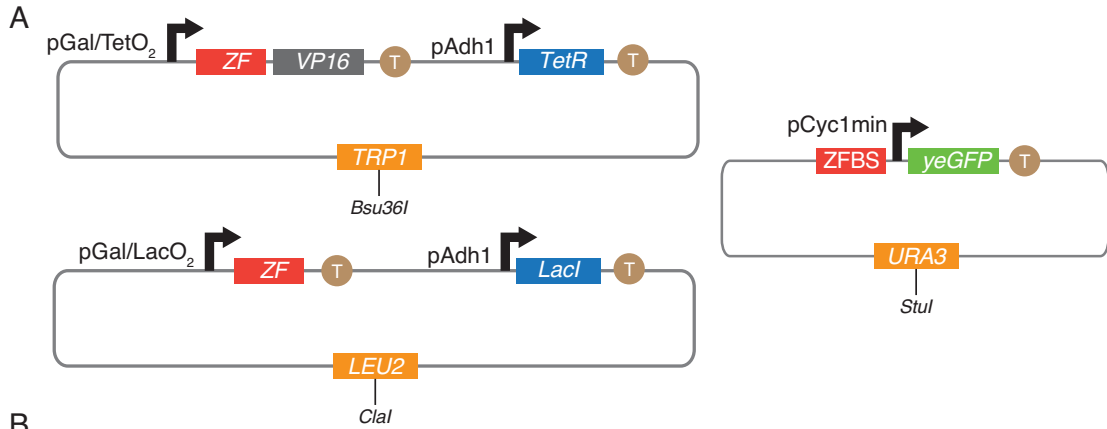 A
pGal/TetO2
ZF
VP16
T
pAdh1
TetR
T
TRP1
Bsu36I
pCyc1min
ZFBS
yeGFP
T
URA3
StuI
pGal/LacO2
ZF
T
pAdh1
LacI
T
LEU2
ClaI
B